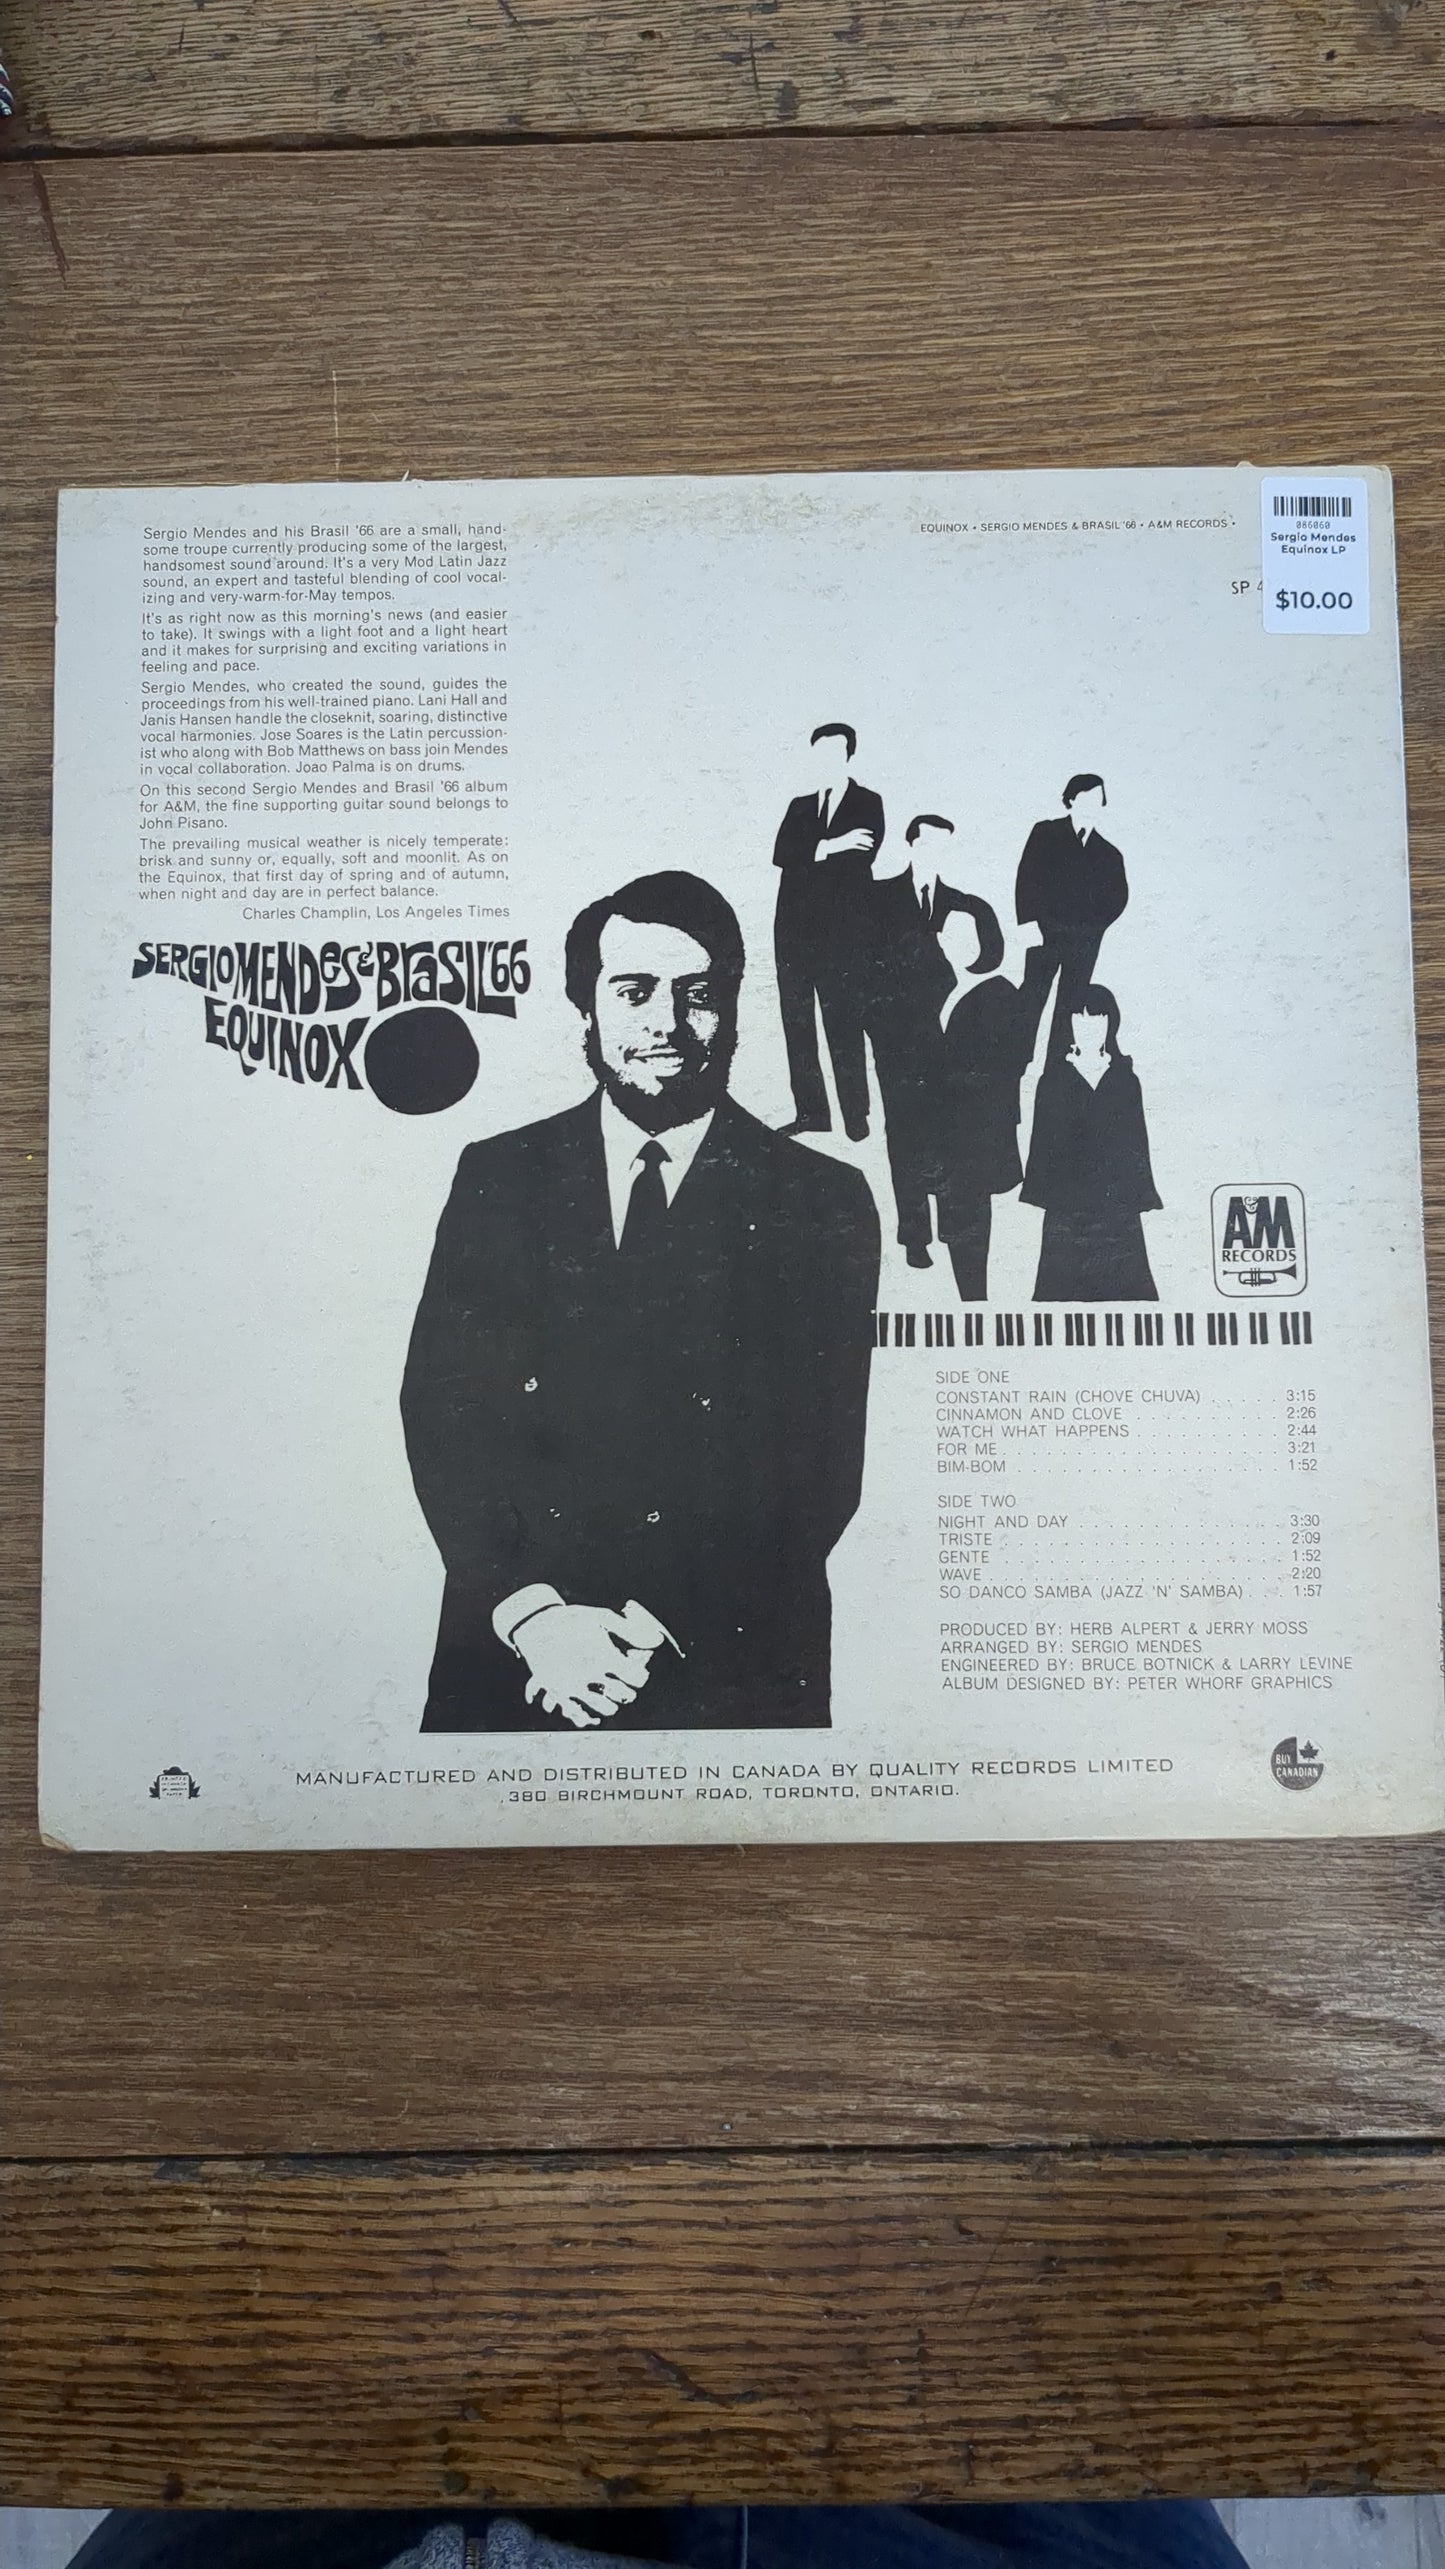 Sergio Mendes and his Brasil '66 are a small, hand-
some troupe currently producing some of the largest,
handsomest sound around. It's a very Mod Latin Jazz
sound, an expert and tasteful blending of cool vocal-
izing and very-warm-for-May tempos.
It's as right now as this morning's news (and easier
to take). It swings with a light foot and a light heart
and it makes for surprising and exciting variations in
feeling and pace.
Sergio Mendes, who created the sound, guides the
proceedings from his well-trained piano. Lani Hall and
Janis Hansen handle the closeknit, soaring, distinctive
vocal harmonies. Jose Soares is the Latin percussion-
ist who along with Bob Matthews on bass join Mendes
in vocal collaboration. Joao Palma is on drums.
On this second Sergio Mendes and Brasil '66 album
for A&M, the fine supporting guitar sound belongs to
John Pisano.
The prevailing musical weather is nicely temperate:
brisk and sunny or, equally, soft and moonlit. As on
the Equinox, that first day of spring and of autumn,
when night and day are in perfect balance.
Charles Champlin, Los Angeles Times
SERGIO MENDES & BRASIL '66
EQUINOX
EQUINOX • SERGIO MENDES & BRASIL '66 • A&M RECORDS •
SP 4
086060
Sergio Mendes
Equinox LP
$10.00
A&M
RECORDS
SIDE ONE
CONSTANT RAIN (CHOVE CHUVA) . . . . . 3:15
CINNAMON AND CLOVE . . . . . . . . . . 2:26
WATCH WHAT HAPPENS . . . . . . . . . . 2:44
FOR ME . . . . . . . . . . . . . . . . . . . 3:21
BIM-BOM . . . . . . . . . . . . . . . . . . 1:52
SIDE TWO
NIGHT AND DAY . . . . . . . . . . . . . . 3:30
TRISTE . . . . . . . . . . . . . . . . . . . 2:09
GENTE . . . . . . . . . . . . . . . . . . . 1:52
WAVE . . . . . . . . . . . . . . . . . . . . 2:20
SO DANCO SAMBA (JAZZ 'N' SAMBA) . . . 1:57
PRODUCED BY: HERB ALPERT & JERRY MOSS
ARRANGED BY: SERGIO MENDES
ENGINEERED BY: BRUCE BOTNICK & LARRY LEVINE
ALBUM DESIGNED BY: PETER WHORF GRAPHICS
MANUFACTURED AND DISTRIBUTED IN CANADA BY QUALITY RECORDS LIMITED
380 BIRCHMOUNT ROAD, TORONTO, ONTARIO.
BUY
CANADIAN